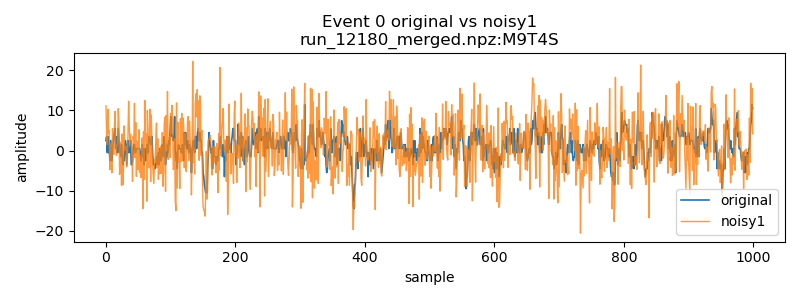 Event 0 original vs noisy1
run_12180_merged.npz:M9T4S
amplitude
20
10
0
−10
−20
original
noisy1
0 200 400 600 800 1000
sample